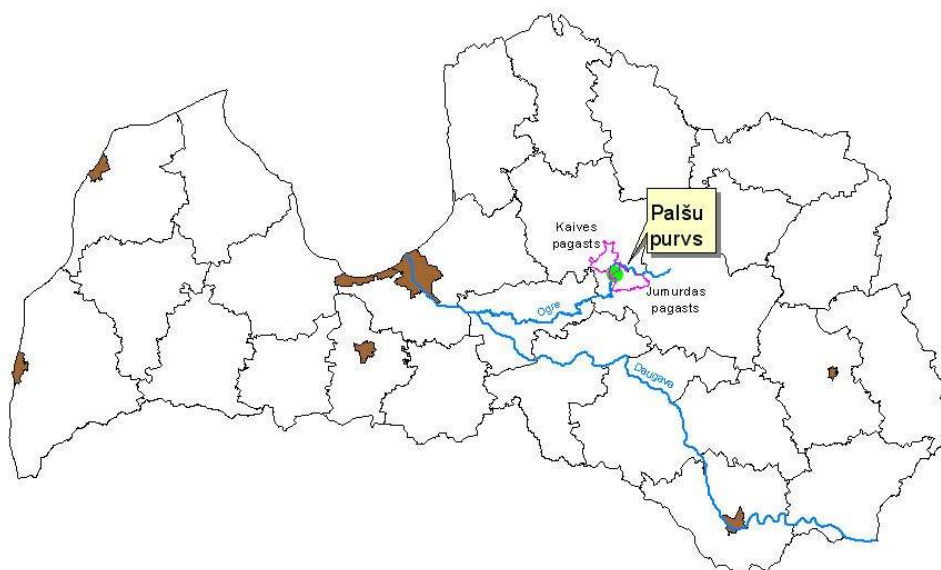 Palšu
purvs
Kaives
pagasts
Jumurdas
pagasts
Ogre
Daugava